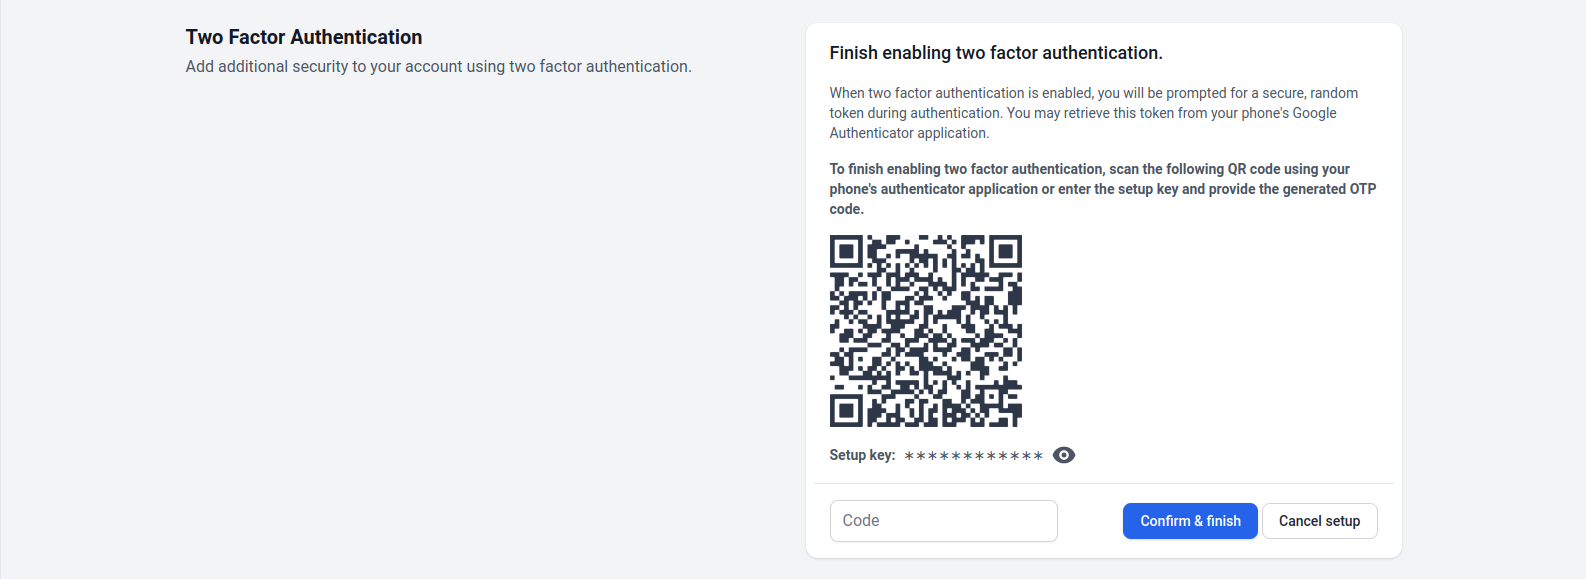 Two Factor Authentication
Add additional security to your account using two factor authentication.
Finish enabling two factor authentication.
When two factor authentication is enabled, you will be prompted for a secure, random
token during authentication. You may retrieve this token from your phone's Google
Authenticator application.
To finish enabling two factor authentication, scan the following QR code using your
phone's authenticator application or enter the setup key and provide the generated OTP
code.
Setup key: ************
Code
Confirm & finish
Cancel setup